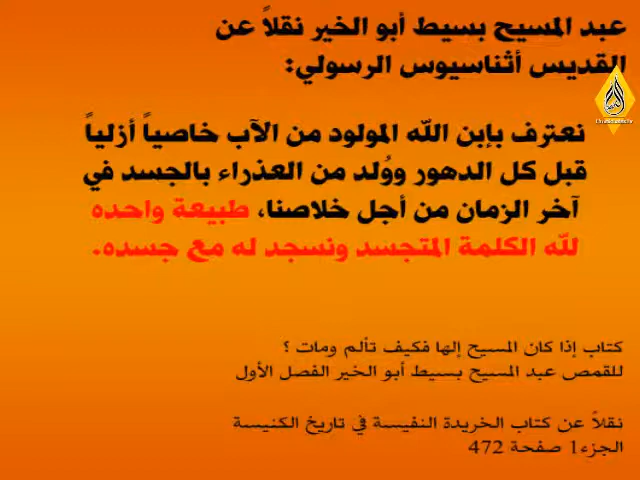 عبد المسيح بسيط أبو الخير نقلاً عن
القديس أثناسيوس الرسولي:
نعترف بإبن الله المولود من الآب خاصياً أزلياً
قبل كل الدهور ووُلد من العذراء بالجسد في
آخر الزمان من أجل خلاصنا، طبيعة واحده
لله الكلمة المتجسد ونسجد له مع جسده.
كتاب إذا كان المسيح إلها فكيف تألم ومات ؟
للقمص عبد المسيح بسيط أبو الخير الفصل الأول
نقلاً عن كتاب الخريدة النفيسة في تاريخ الكنيسة
الجزء1 صفحة 472